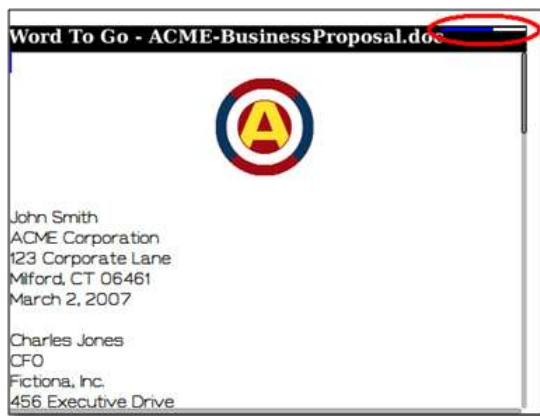 Word To Go - ACME-BusinessProposal.doc
A
John Smith
ACME Corporation
123 Corporate Lane
Milford, CT 06461
March 2, 2007
Charles Jones
CFO
Fictiona, Inc.
456 Executive Drive